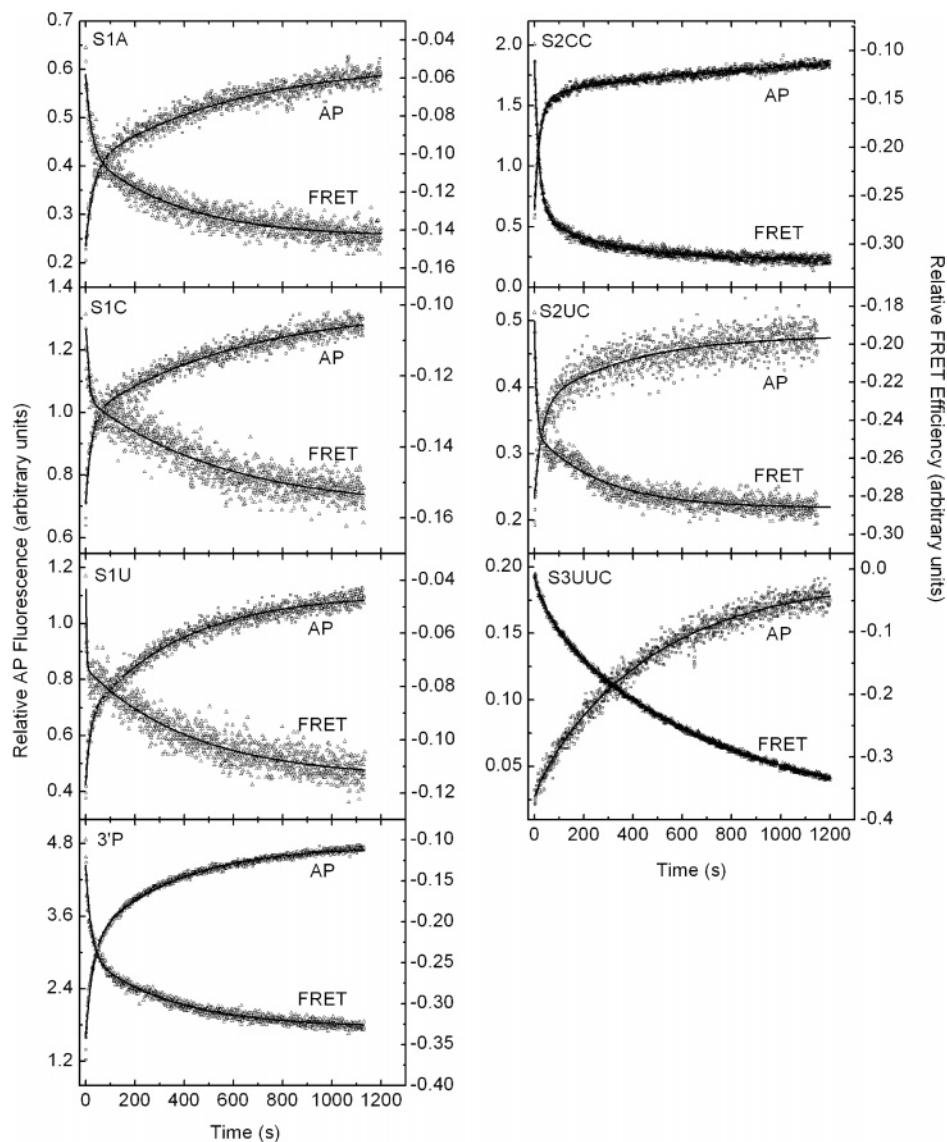 Relative AP Fluorescence (arbitrary units)
S1A
0.7
0.6
0.5
0.4
0.3
0.2
-0.04
-0.06
-0.08
-0.10
-0.12
-0.14
-0.16
AP
FRET
S1C
1.4
1.2
1.0
0.8
0.6
-0.10
-0.12
-0.14
-0.16
AP
FRET
S1U
1.2
1.0
0.8
0.6
0.4
-0.04
-0.06
-0.08
-0.10
-0.12
AP
FRET
3'P
4.8
3.6
2.4
1.2
-0.10
-0.15
-0.20
-0.25
-0.30
-0.35
-0.40
AP
FRET
0 200 400 600 800 1000 1200
Time (s)
S2CC
2.0
1.5
1.0
0.5
0.0
-0.10
-0.15
-0.20
-0.25
-0.30
AP
FRET
S2UC
0.5
0.4
0.3
0.2
-0.18
-0.20
-0.22
-0.24
-0.26
-0.28
-0.30
AP
FRET
S3UUC
0.20
0.15
0.10
0.05
0.0
-0.1
-0.2
-0.3
-0.4
AP
FRET
0 200 400 600 800 1000 1200
Time (s)
Relative FRET Efficiency (arbitrary units)